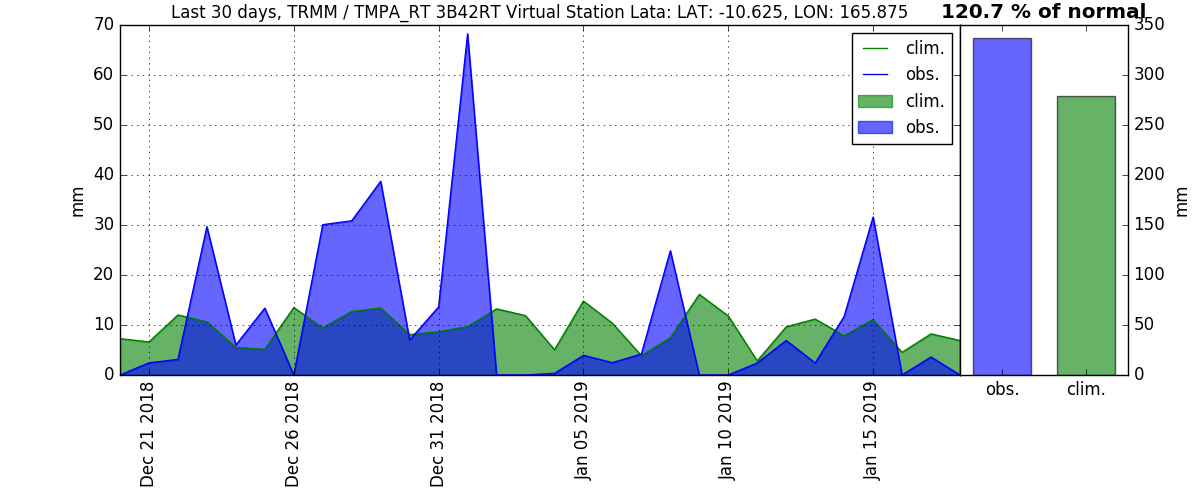 Last 30 days, TRMM / TMPA_RT 3B42RT Virtual Station Lata: LAT: -10.625, LON: 165.875
120.7 % of normal
70
60
50
40
30
20
10
0
mm
clim.
obs.
clim.
obs.
350
300
250
200
150
100
50
0
mm
obs.
clim.
Dec 21 2018
Dec 26 2018
Dec 31 2018
Jan 05 2019
Jan 10 2019
Jan 15 2019